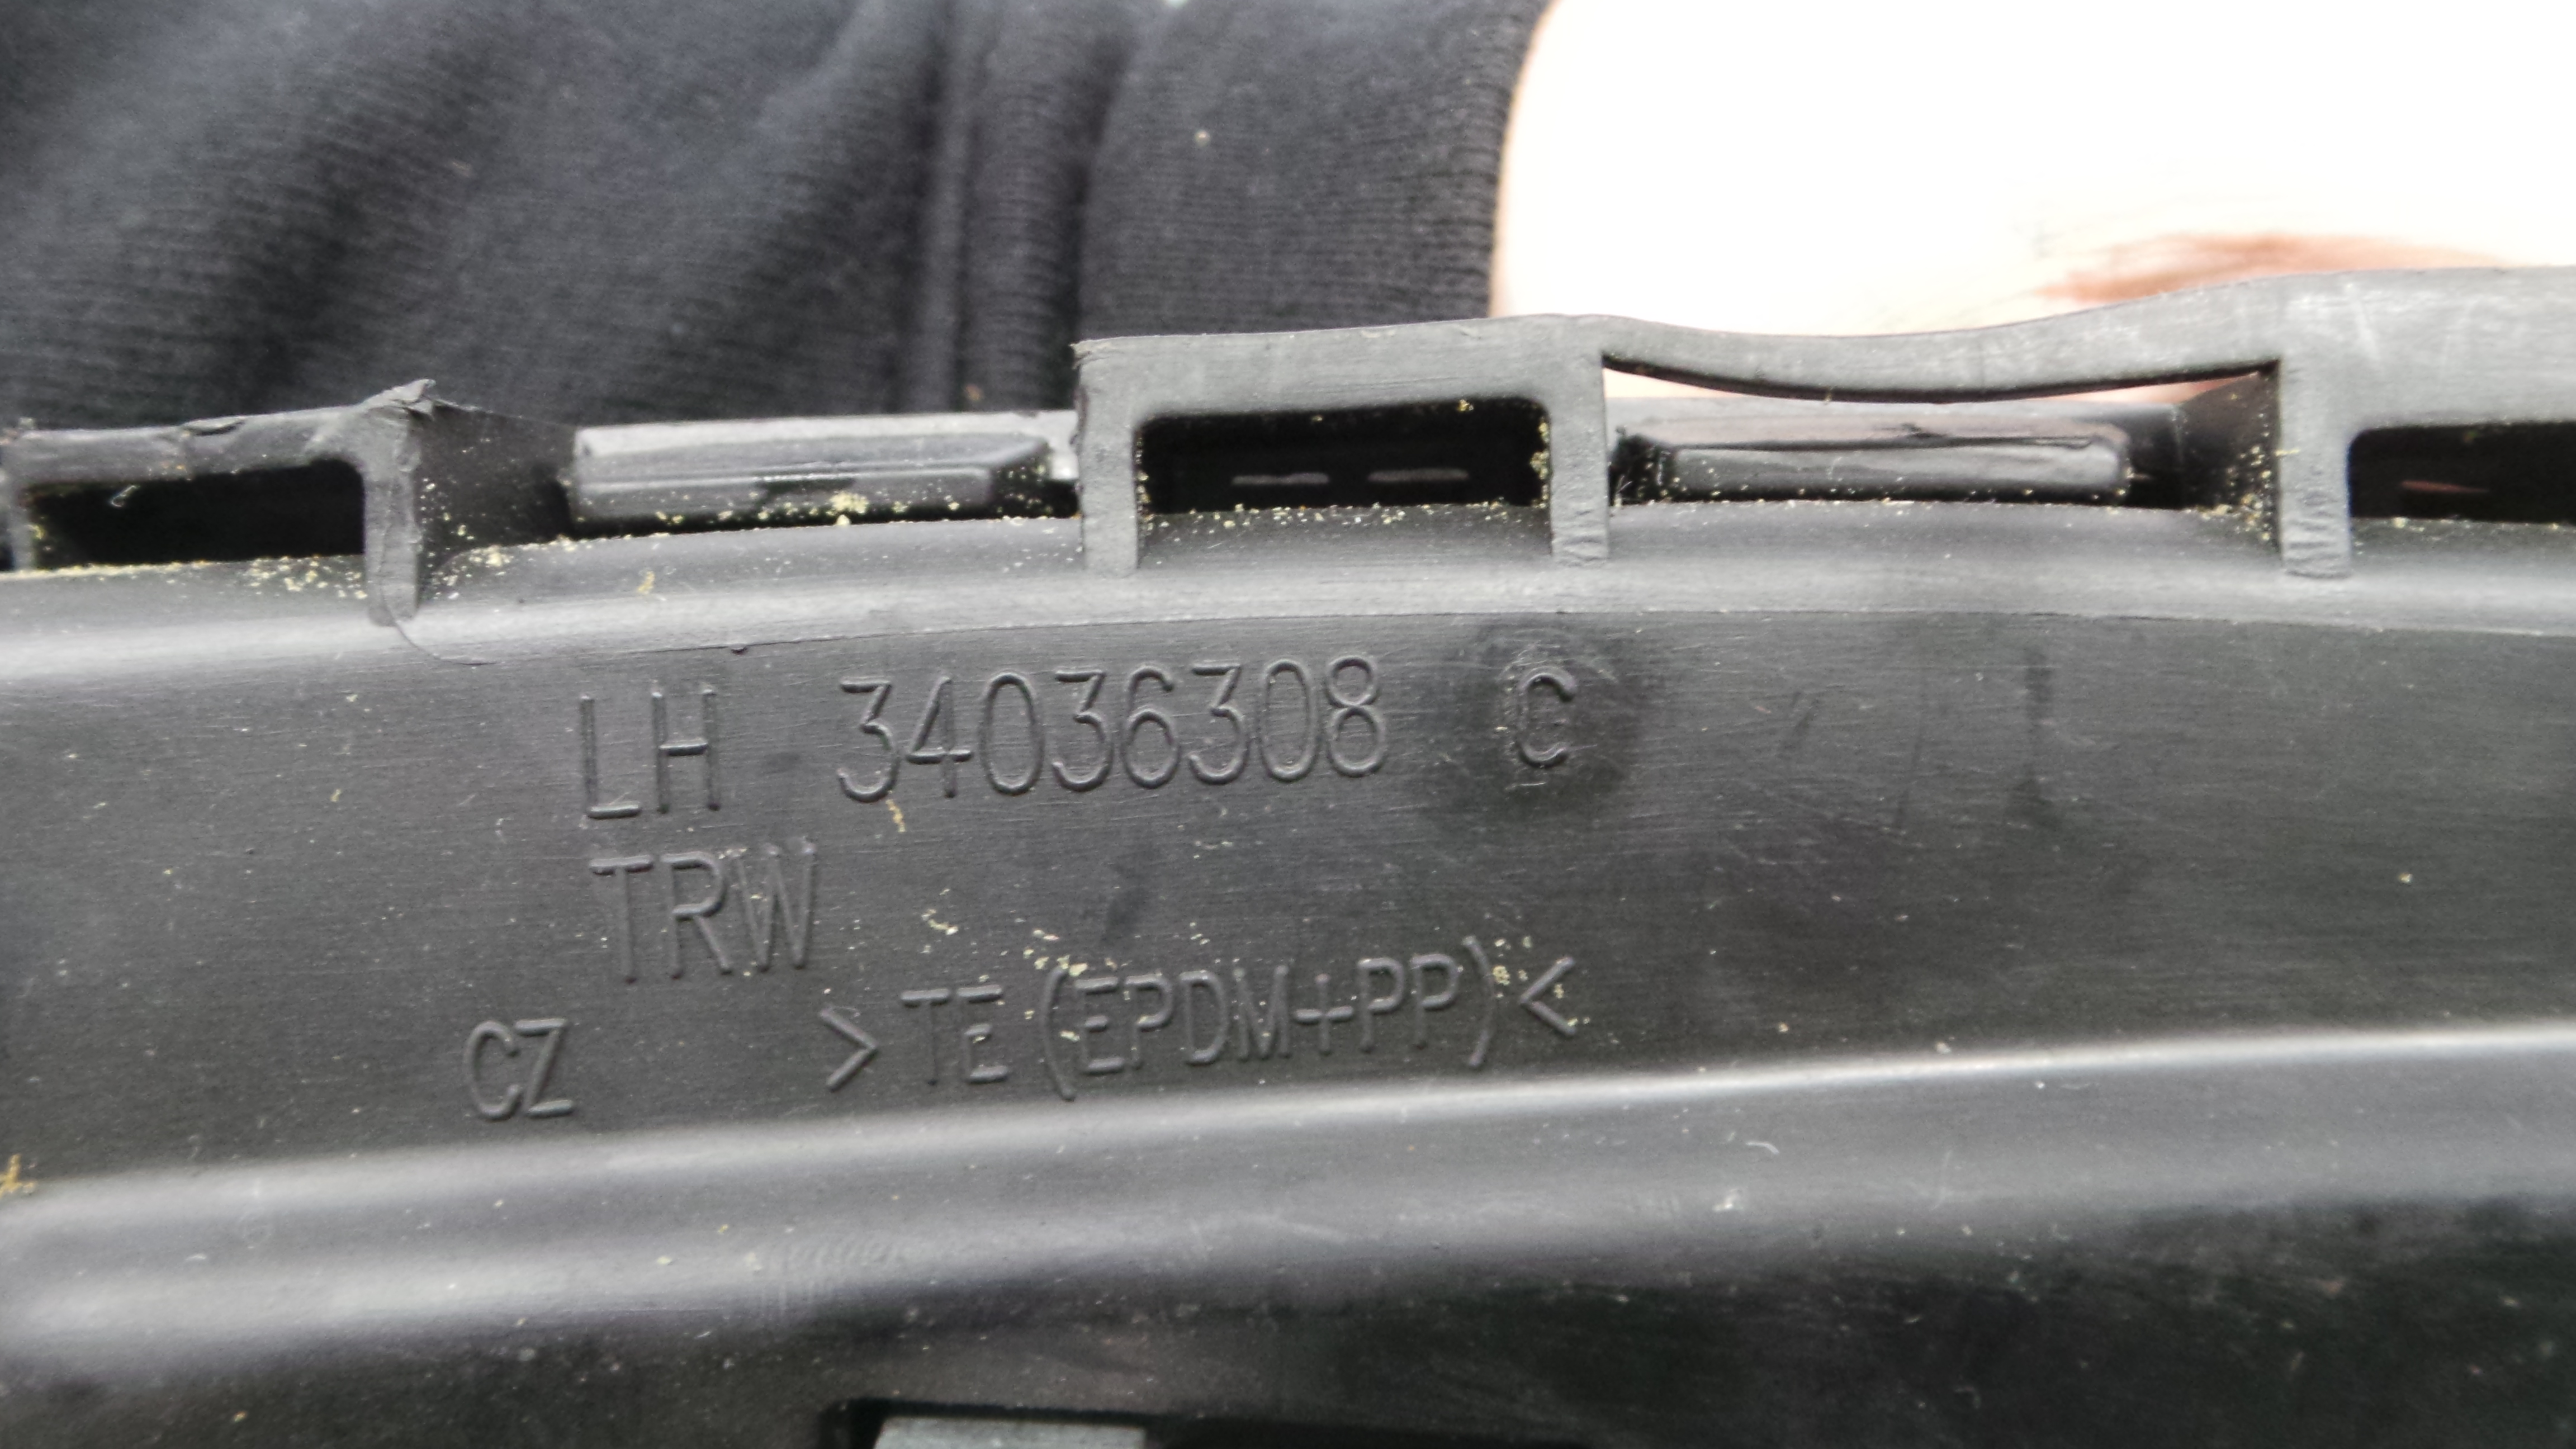 LH 34036308 C
TRW
CZ >TE(EPDM+PP)<